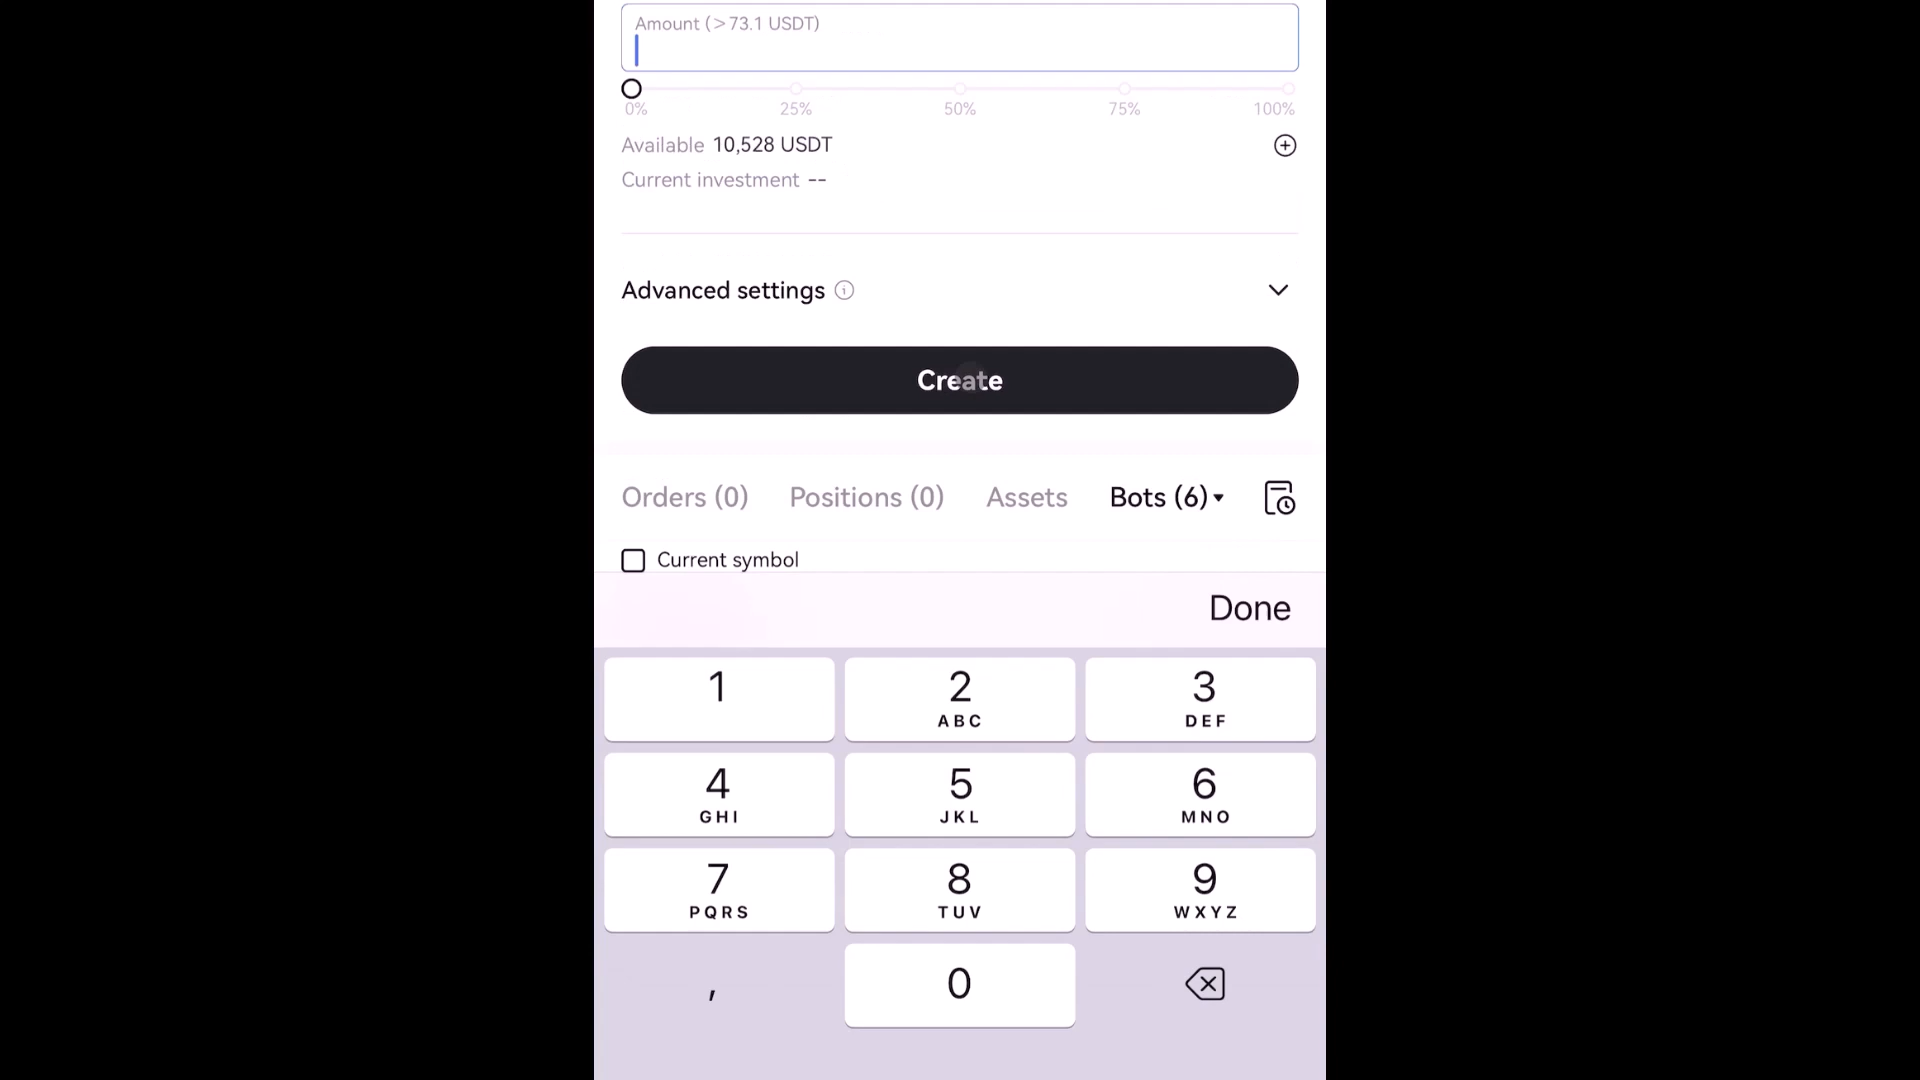 Amount (>73.1 USDT)
0% 25% 50% 75% 100%
Available 10,528 USDT
Current investment --
Advanced settings
Create
Orders (0) Positions (0) Assets Bots (6)
Current symbol
Done
1 2 3
ABC DEF
4 5 6
GHI JKL MNO
7 8 9
PQRS TUV WXYZ
, 0